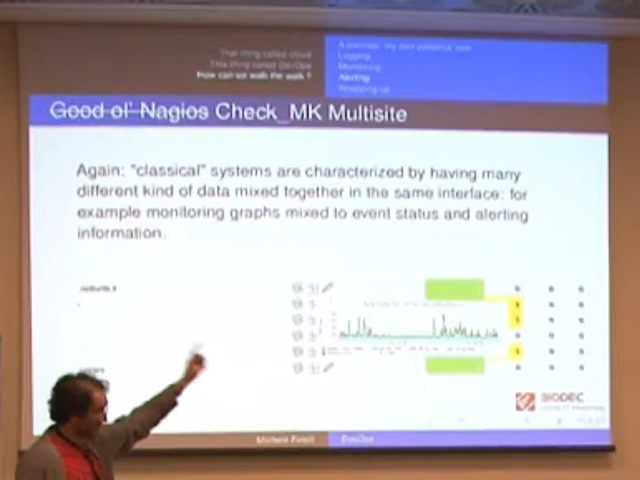 That thing called cloud
This thing called DevOps
How can we walk the walk ?
Logging
Monitoring
Alerting
Wrapping up
Good ol' Nagios Check_MK Multisite
Again: "classical" systems are characterized by having many
different kind of data mixed together in the same interface: for
example monitoring graphs mixed to event status and alerting
information.
BIODEC
DevOps